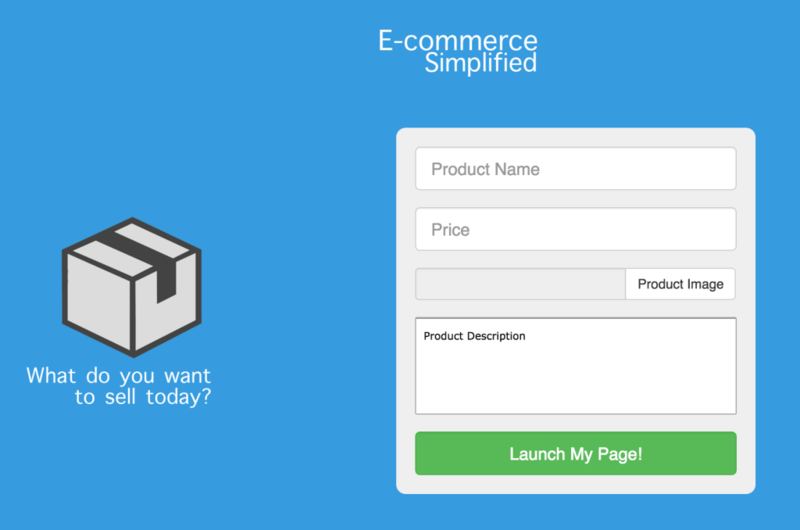 E-commerce
Simplified
Product Name
Price
Product Image
Product Description
What do you want
to sell today?
Launch My Page!